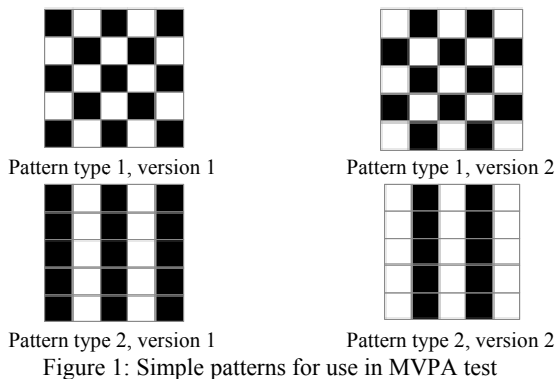 Pattern type 1, version 1
Pattern type 1, version 2
Pattern type 2, version 1
Pattern type 2, version 2
Figure 1: Simple patterns for use in MVPA test